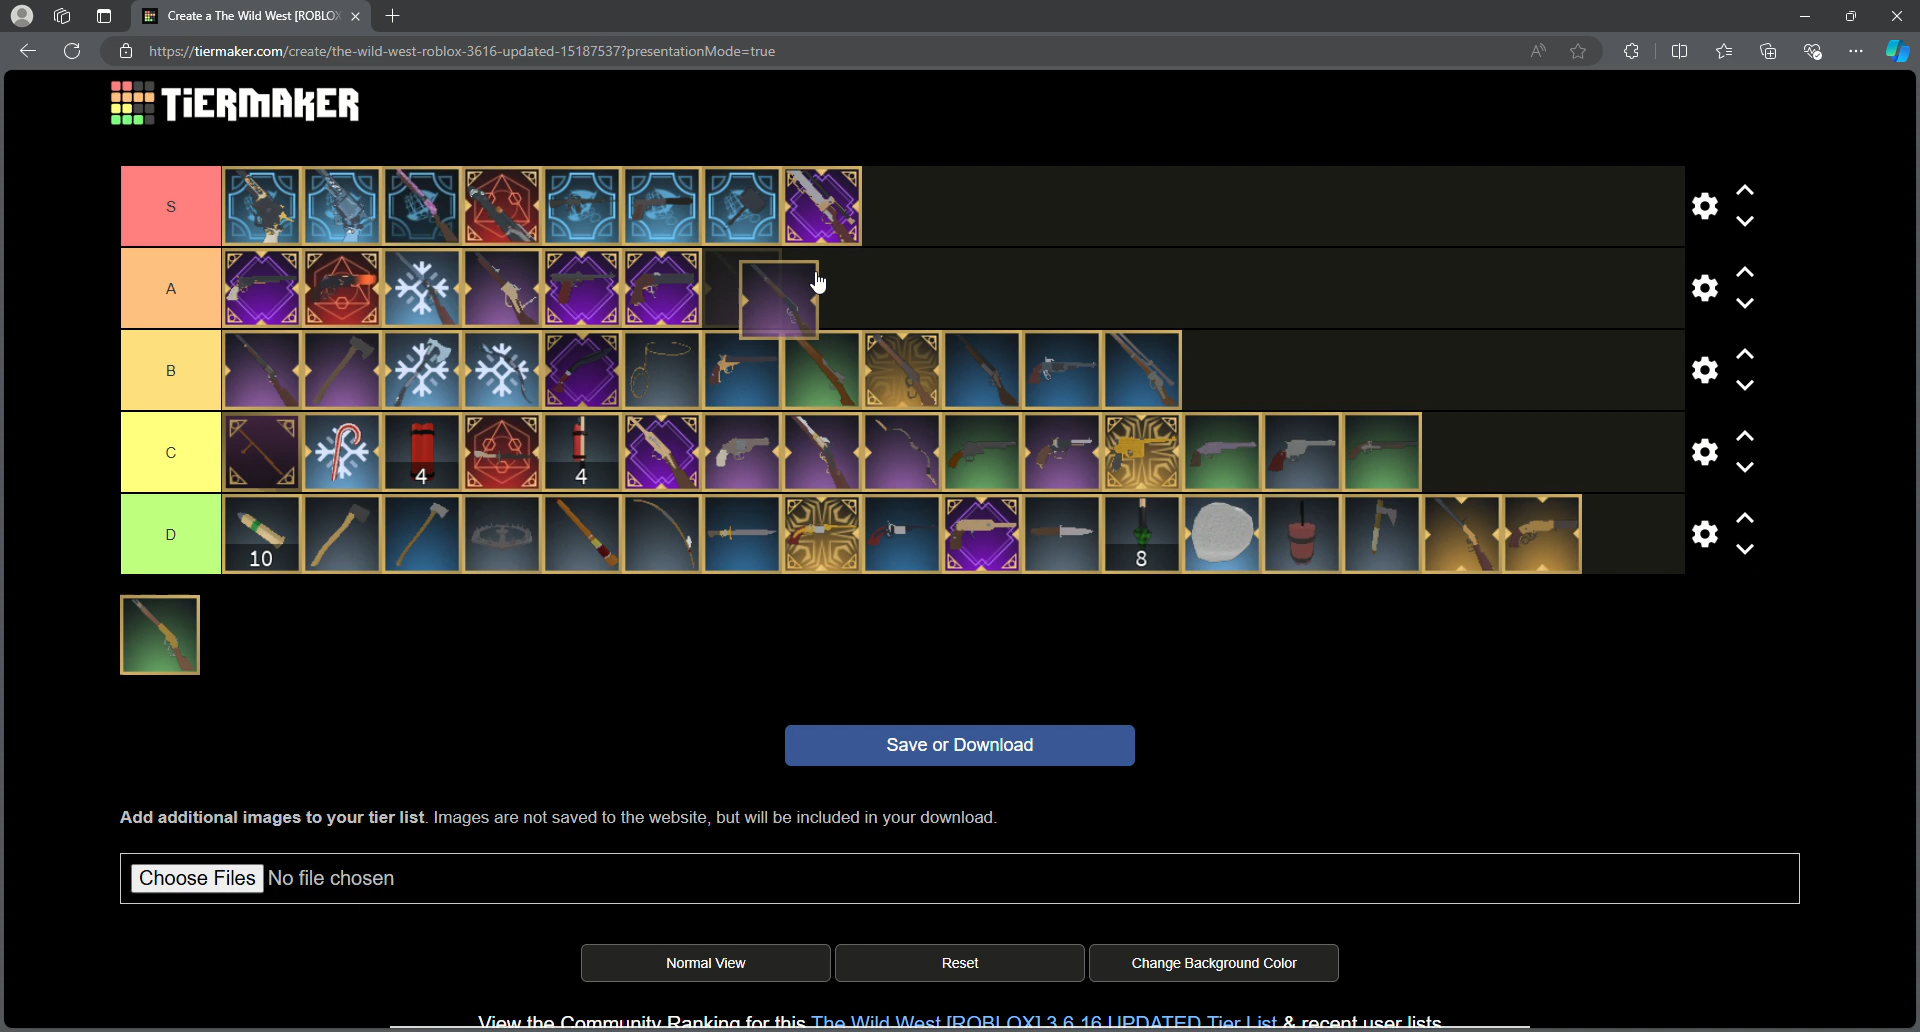 Create a The Wild West [ROBLOX
https://tiermaker.com/create/the-wild-west-roblox-3616-updated-15187537?presentationMode=true
TiERMAKER
S
A
B
C
4
4
D
10
8
Save or Download
Add additional images to your tier list. Images are not saved to the website, but will be included in your download.
Choose Files No file chosen
Normal View
Reset
Change Background Color
View the Community Ranking for this The Wild West [ROBLOX] 3.6.16 UPDATED Tier List & recent user lists